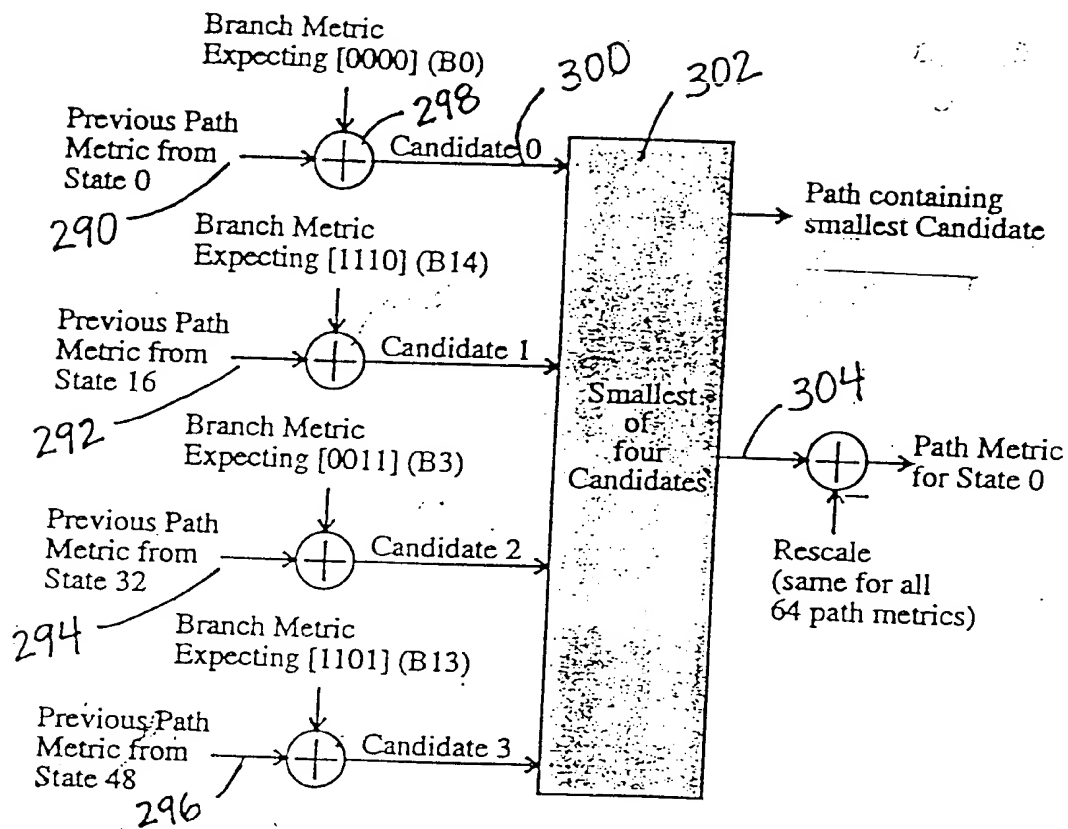 Branch Metric
Expecting [0000] (B0)
298
300
302
Previous Path
Metric from
State 0
Candidate 0
290
Path containing
smallest Candidate
Branch Metric
Expecting [1110] (B14)
Previous Path
Metric from
State 16
Candidate 1
292
Smallest
of
four
Candidates
304
Path Metric
for State 0
Branch Metric
Expecting [0011] (B3)
Previous Path
Metric from
State 32
Candidate 2
294
Rescale
(same for all
64 path metrics)
Branch Metric
Expecting [1101] (B13)
Previous Path
Metric from
State 48
Candidate 3
296